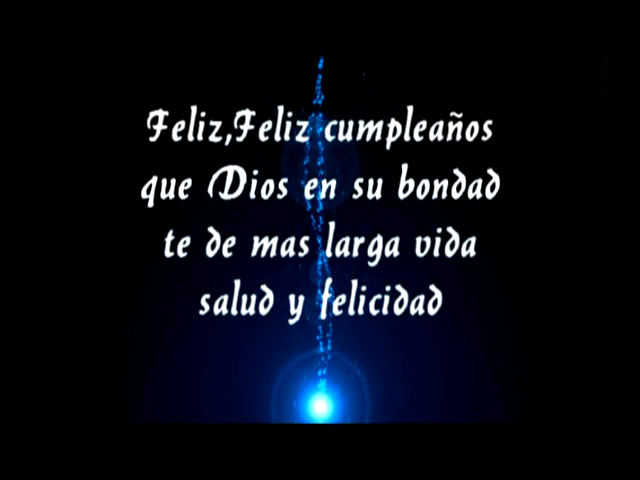 Feliz,Feliz cumpleaños
que Dios en su bondad
te de mas larga vida
salud y felicidad